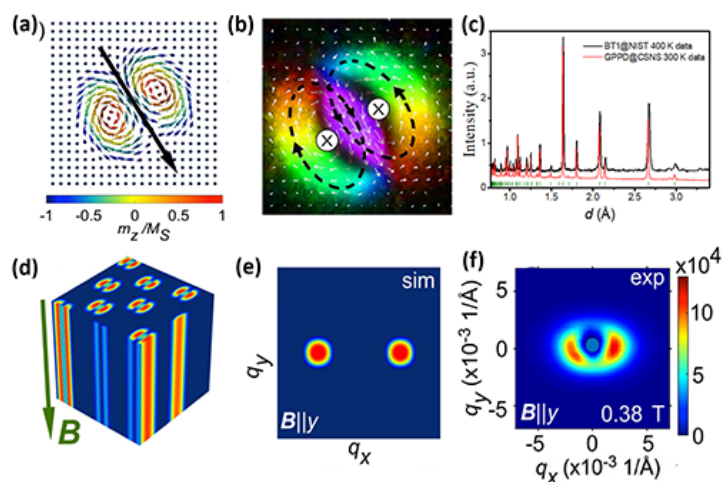 (a))
-1 -0.5 0 0.5 1
m_z/M_S
(b)
X
X
(c)
BT1@NIST 400 K data
GPPD@CSNS 300 K data
Intensity (a.u.)
3
2
1
0
1.0 1.5 2.0 2.5 3.0
d (Å)
(d)
B
(e)
sim
q_y
B||y
q_x
(f)
exp
q_y (x10⁻³ 1/Å)
5
0
-5
B||y 0.38 T
-5 0 5
q_x (x10⁻³ 1/Å)
x10⁴
10
5
0